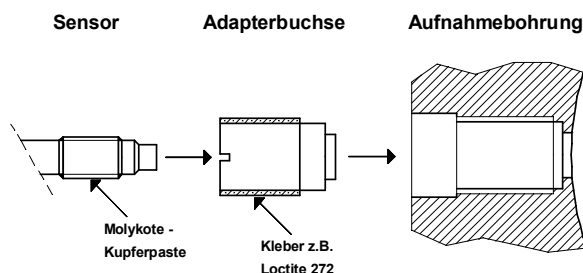 Sensor
Adapterbuchse
Aufnahmebohrung
Molykote -
Kupferpaste
Kleber z.B.
Loctite 272